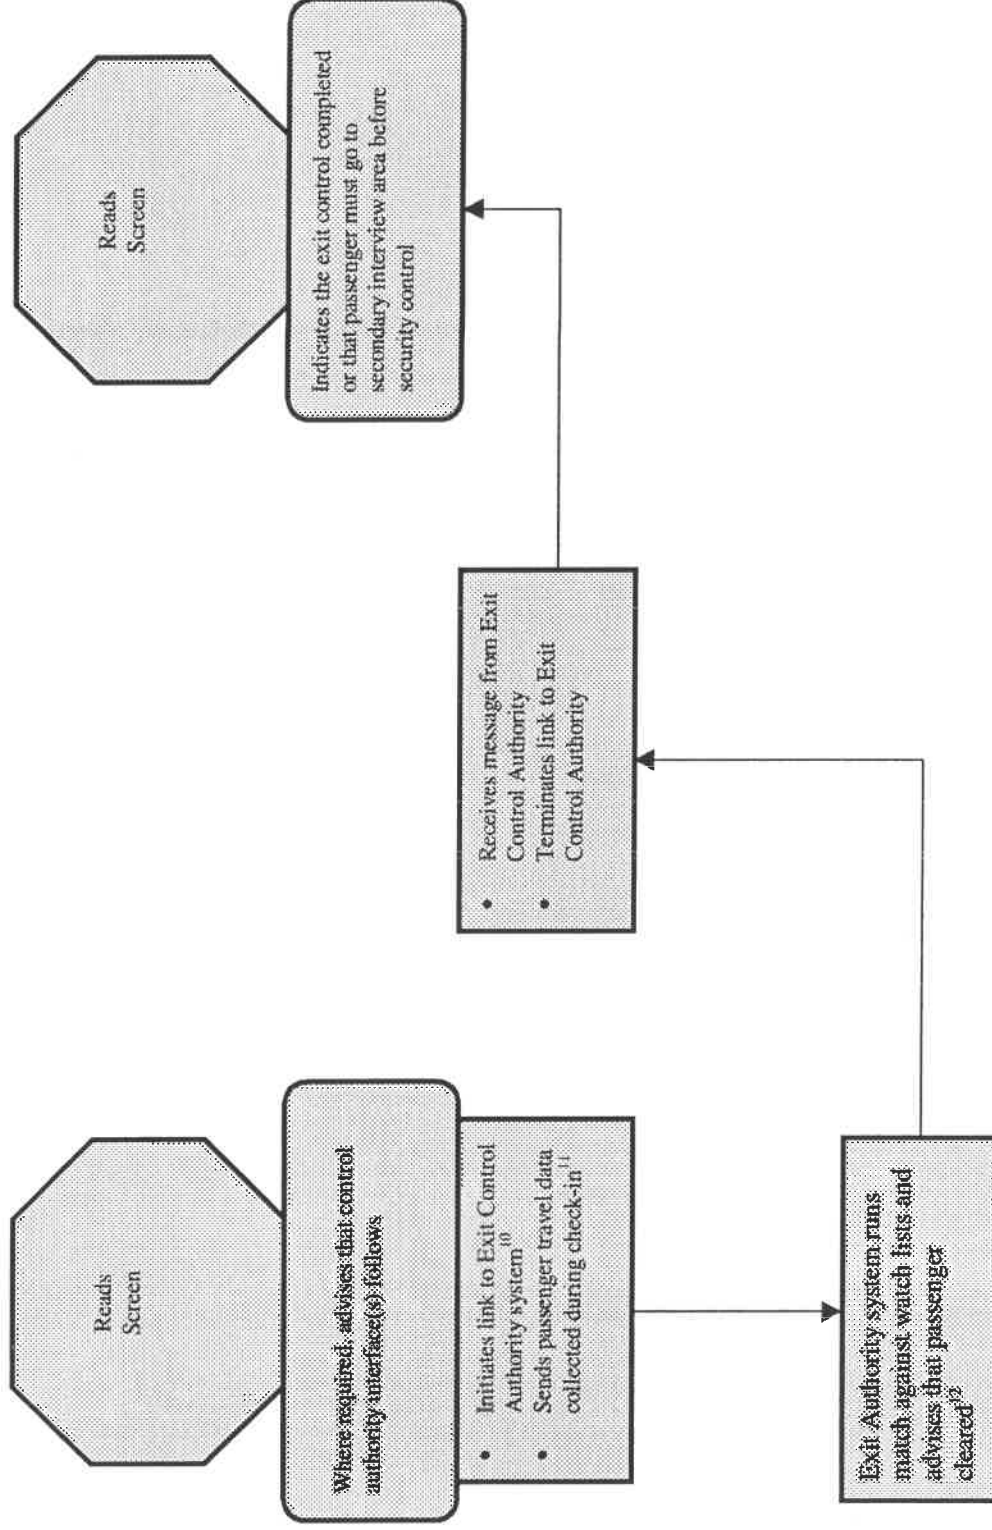 Reads
Screen
Where required, advises that control
authority interface(s) follows
• Initiates link to Exit Control
Authority system10
• Sends passenger travel data
collected during check-in11
Exit Authority system runs
match against watch lists and
advises that passenger
cleared12
• Receives message from Exit
Control Authority
• Terminates link to Exit
Control Authority
Reads
Screen
Indicates the exit control completed
or that passenger must go to
secondary interview area before
security control